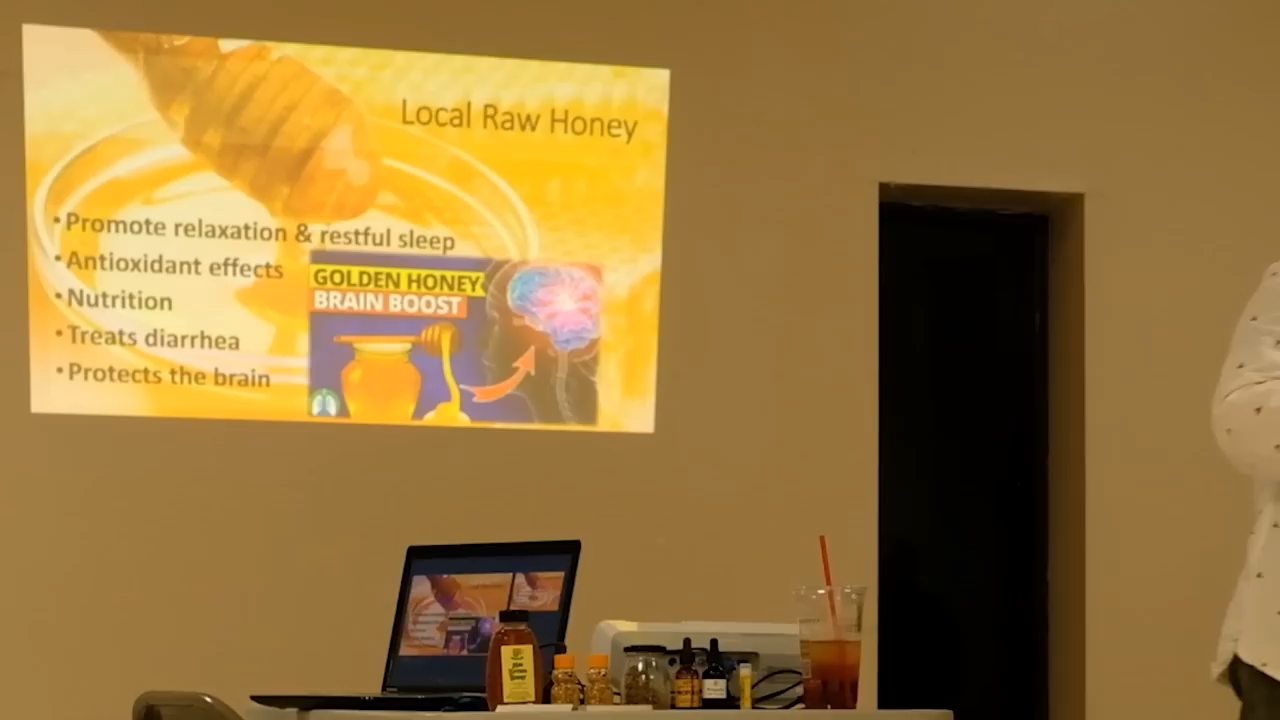 Local Raw Honey
•Promote relaxation & restful sleep
•Antioxidant effects
•Nutrition
•Treats diarrhea
•Protects the brain
GOLDEN HONEY
BRAIN BOOST